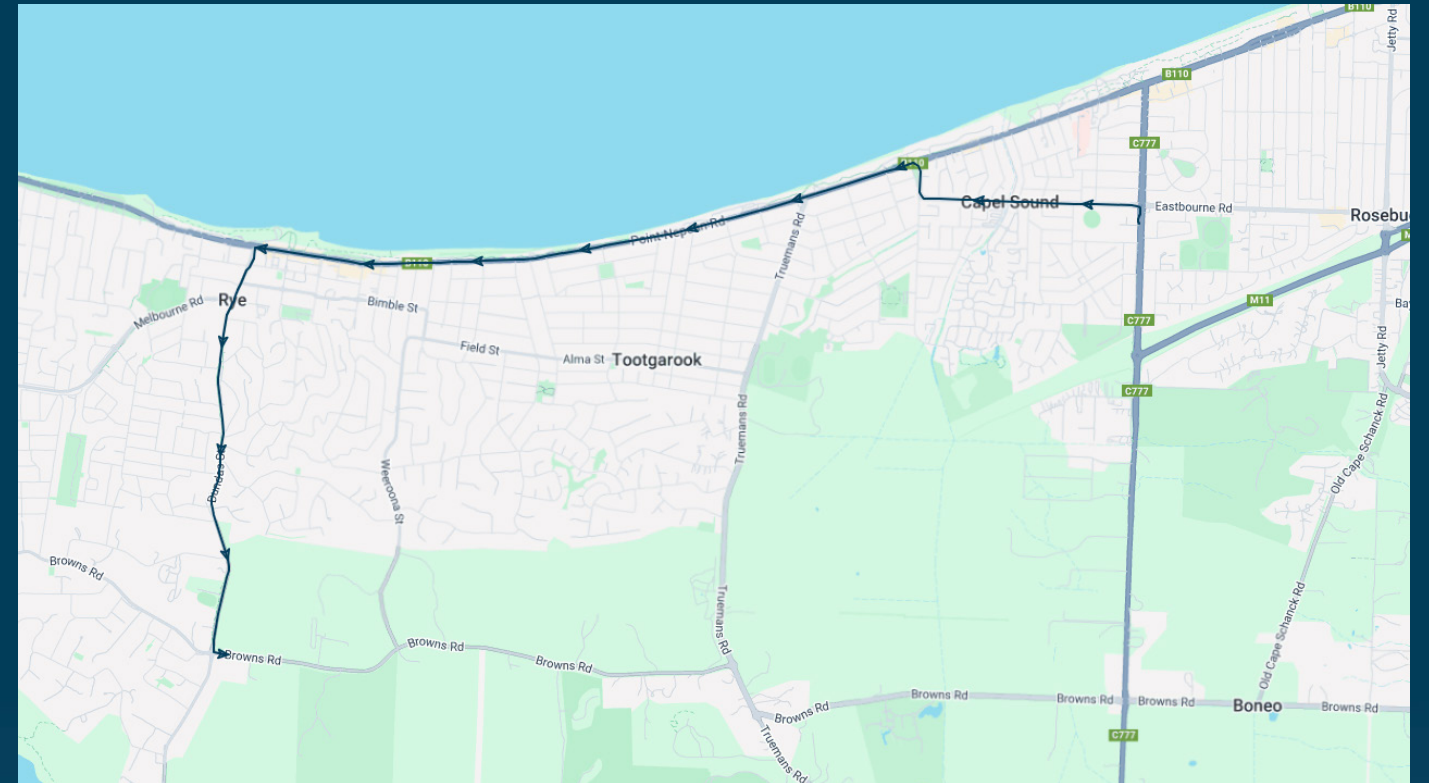 B110
Jetty Rd
B110
C777
B110
Capel Sound
Eastbourne Rd
Rosebu
Point Nepean Rd
Truemans Rd
M
B110
Rye
Melbourne Rd
Bimble St
M11
Ba
C777
Field St
Alma St
Tootgarook
Jetty Rd
C777
Truemans Rd
Old Cape Schanck Rd
Dundas St
Weeroona St
Browns Rd
Truemans Rd
Old Cape Schanck Rd
Browns Rd
Browns Rd
Browns Rd
Browns Rd
Browns Rd
Browns Rd
Browns Rd
Boneo
Browns Rd
C777
Truemans Rd